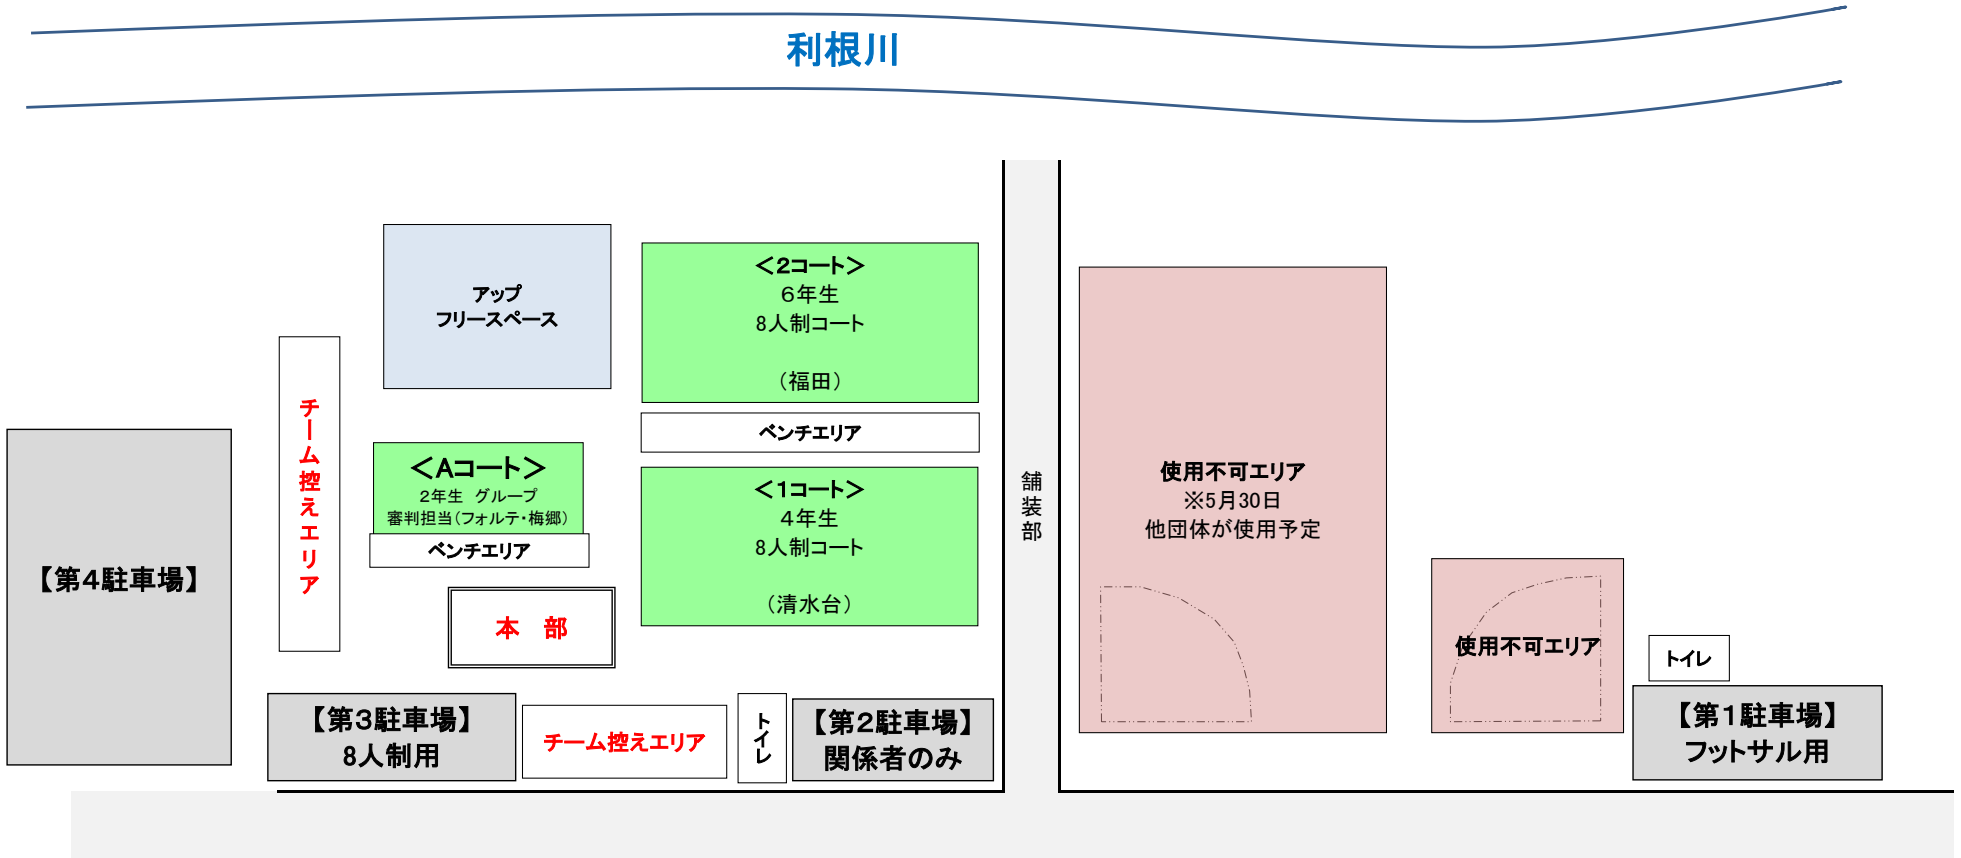 利根川
アップ
フリースペース
＜2コート＞
６年生
8人制コート
（福田）
ベンチエリア
チーム控えエリア
＜Aコート＞
２年生　グループ
審判担当（フォルテ・梅郷）
ベンチエリア
＜1コート＞
４年生
8人制コート
（清水台）
舗装部
使用不可エリア
※5月30日
他団体が使用予定
【第4駐車場】
本　部
使用不可エリア
トイレ
【第3駐車場】
8人制用
チーム控えエリア
トイレ
【第2駐車場】
関係者のみ
【第1駐車場】
フットサル用